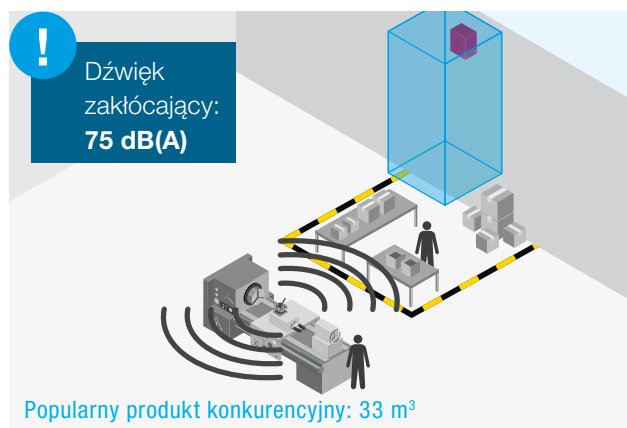 !
Dźwięk
zakłócający:
75 dB(A)
Popularny produkt konkurencyjny: 33 m³